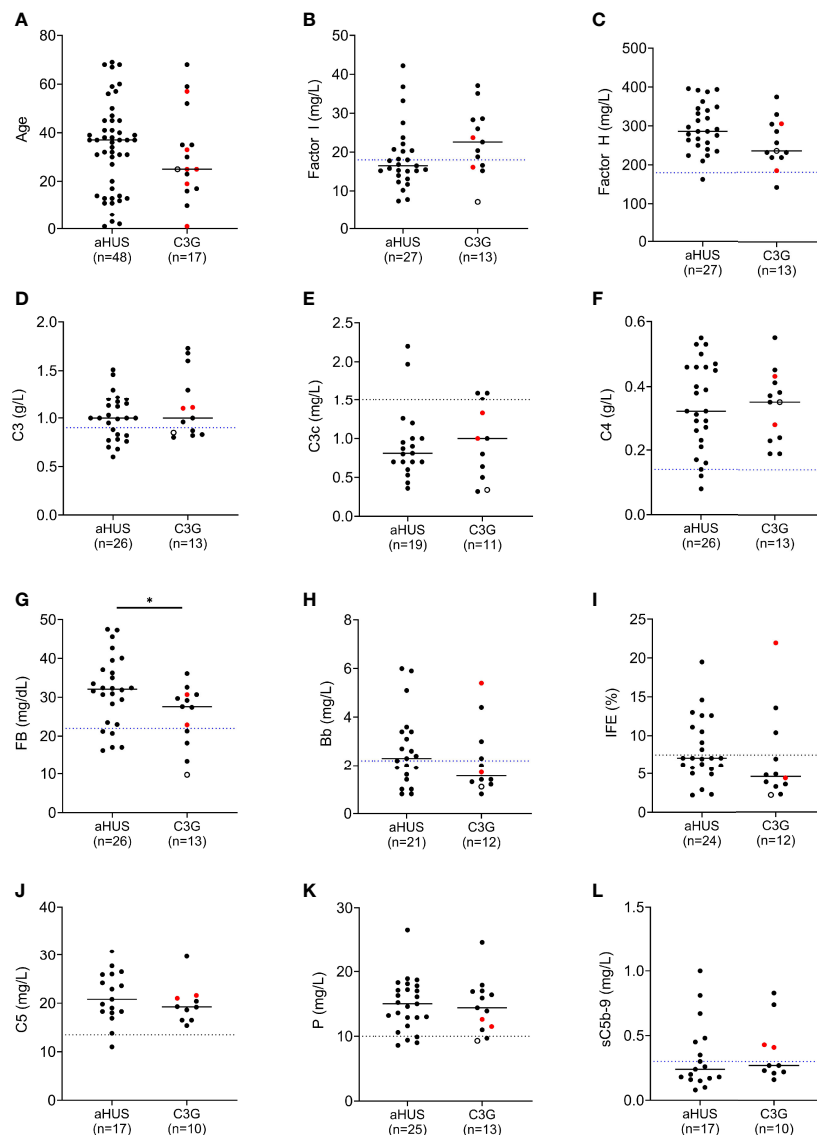 A
Age
80
60
40
20
0
aHUS C3G
(n=48) (n=17)
B
Factor I (mg/L)
50
40
30
20
10
0
aHUS C3G
(n=27) (n=13)
C
Factor H (mg/L)
500
400
300
200
100
0
aHUS C3G
(n=27) (n=13)
D
C3 (g/L)
2.0
1.5
1.0
0.5
0.0
aHUS C3G
(n=26) (n=13)
E
C3c (mg/L)
2.5
2.0
1.5
1.0
0.5
0.0
aHUS C3G
(n=19) (n=11)
F
C4 (g/L)
0.6
0.4
0.2
0.0
aHUS C3G
(n=26) (n=13)
G
*
FB (mg/dL)
50
40
30
20
10
0
aHUS C3G
(n=26) (n=13)
H
Bb (mg/L)
8
6
4
2
0
aHUS C3G
(n=21) (n=12)
I
IFE (%)
25
20
15
10
5
0
aHUS C3G
(n=24) (n=12)
J
C5 (mg/L)
40
30
20
10
0
aHUS C3G
(n=17) (n=10)
K
P (mg/L)
30
20
10
0
aHUS C3G
(n=25) (n=13)
L
sC5b-9 (mg/L)
1.5
1.0
0.5
0.0
aHUS C3G
(n=17) (n=10)